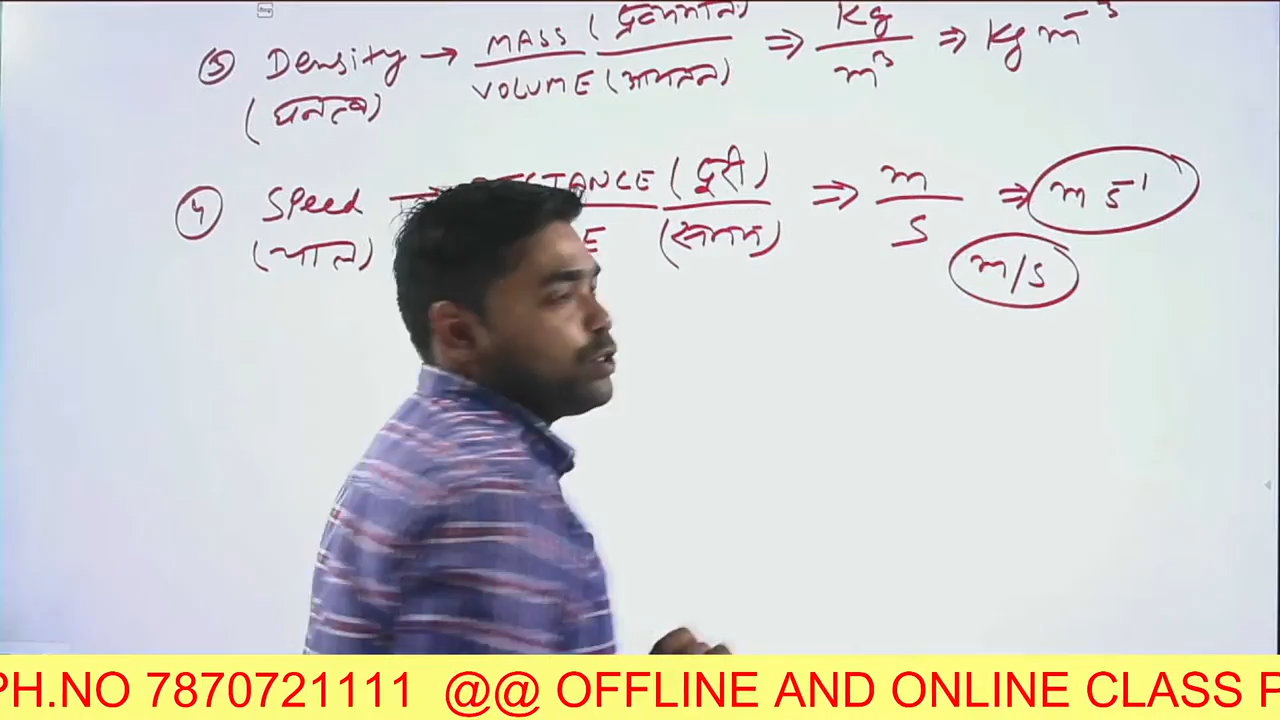 ③ Density → MASS (द्रव्यमान) ⇒ Kg ⇒ Kg m⁻³
VOLUME (आयतन) m³
(घनत्व)
④ Speed → DISTANCE (दूरी) ⇒ m ⇒ m s⁻¹
(चाल) (समय) S
m/s
PH.NO 7870721111 @@ OFFLINE AND ONLINE CLASS